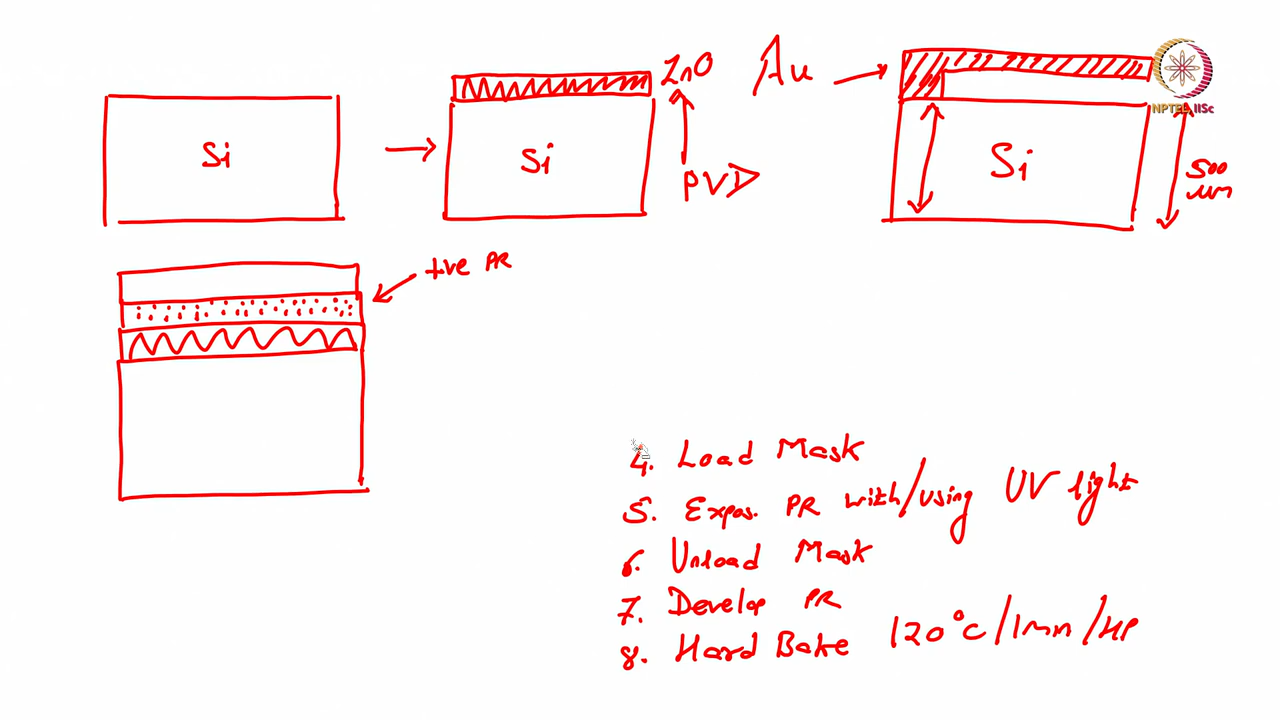 Si
Si
ZnO
PVD
Au
Si
500
um
NPTEL IISc
+ve PR
4. Load Mask
5. Expos. PR with/using UV light
6. Unload Mask
7. Develop PR
8. Hard Bake 120°C/1min/HP